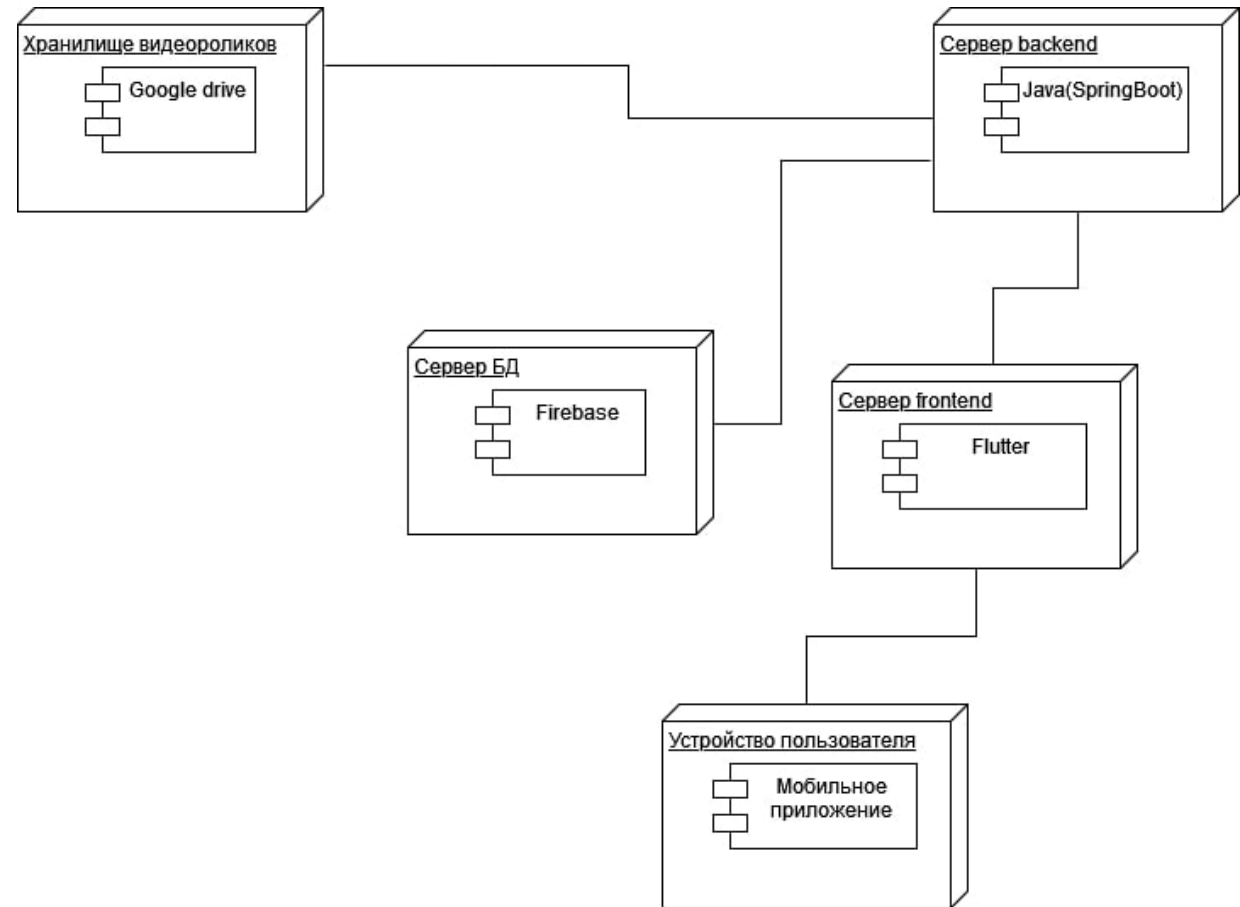 Хранилище видеороликов
Google drive
Сервер backend
Java(SpringBoot)
Сервер БД
Firebase
Сервер frontend
Flutter
Устройство пользователя
Мобильное
приложение